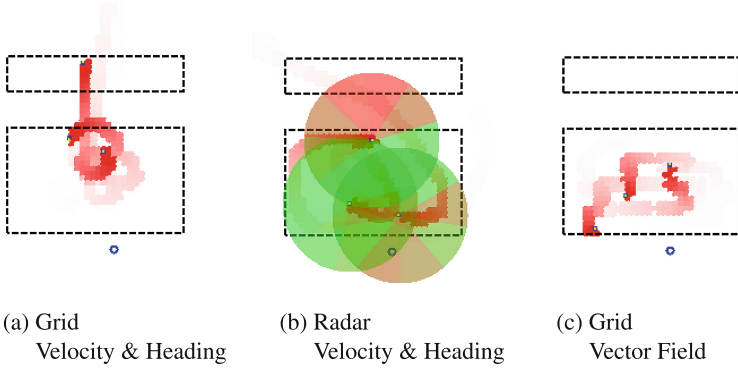 (a) Grid
Velocity & Heading
(b) Radar
Velocity & Heading
(c) Grid
Vector Field